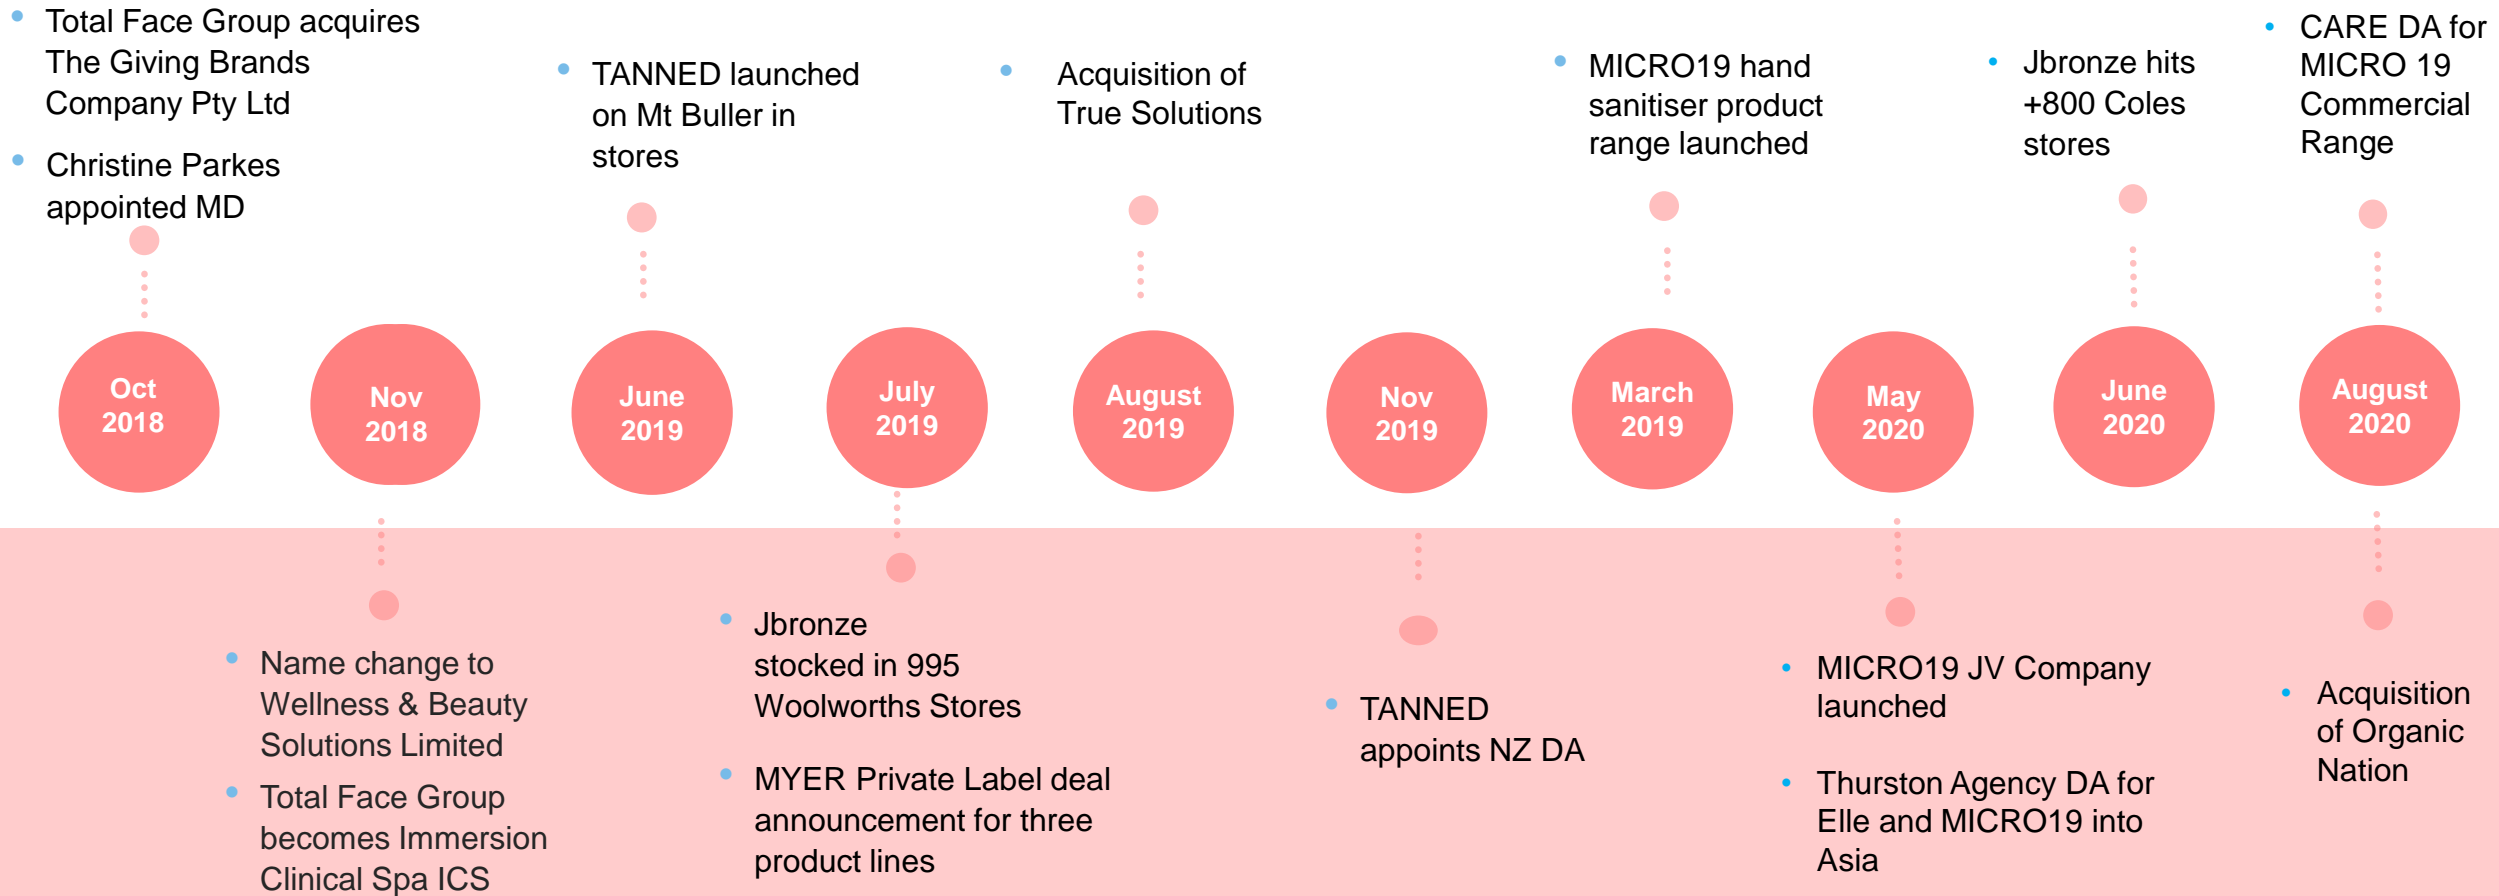 • Total Face Group acquires
The Giving Brands
Company Pty Ltd
• Christine Parkes
appointed MD
• TANNED launched
on Mt Buller in
stores
• Acquisition of
True Solutions
• MICRO19 hand
sanitiser product
range launched
• Jbronze hits
+800 Coles
stores
• CARE DA for
MICRO 19
Commercial
Range
Oct
2018
Nov
2018
June
2019
July
2019
August
2019
Nov
2019
March
2019
May
2020
June
2020
August
2020
• Name change to
Wellness & Beauty
Solutions Limited
• Total Face Group
becomes Immersion
Clinical Spa ICS
• Jbronze
stocked in 995
Woolworths Stores
• MYER Private Label deal
announcement for three
product lines
• TANNED
appoints NZ DA
• MICRO19 JV Company
launched
• Thurston Agency DA for
Elle and MICRO19 into
Asia
• Acquisition
of Organic
Nation